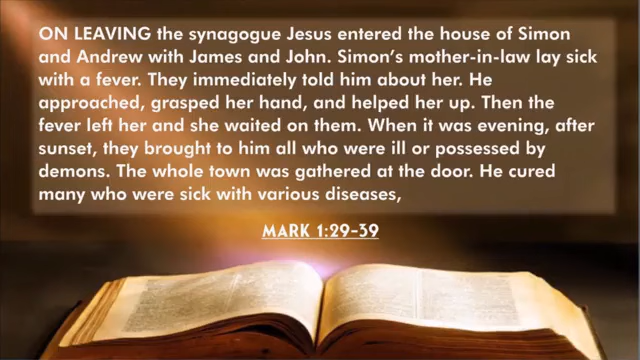 ON LEAVING the synagogue Jesus entered the house of Simon
and Andrew with James and John. Simon's mother-in-law lay sick
with a fever. They immediately told him about her. He
approached, grasped her hand, and helped her up. Then the
fever left her and she waited on them. When it was evening, after
sunset, they brought to him all who were ill or possessed by
demons. The whole town was gathered at the door. He cured
many who were sick with various diseases,
MARK 1:29-39